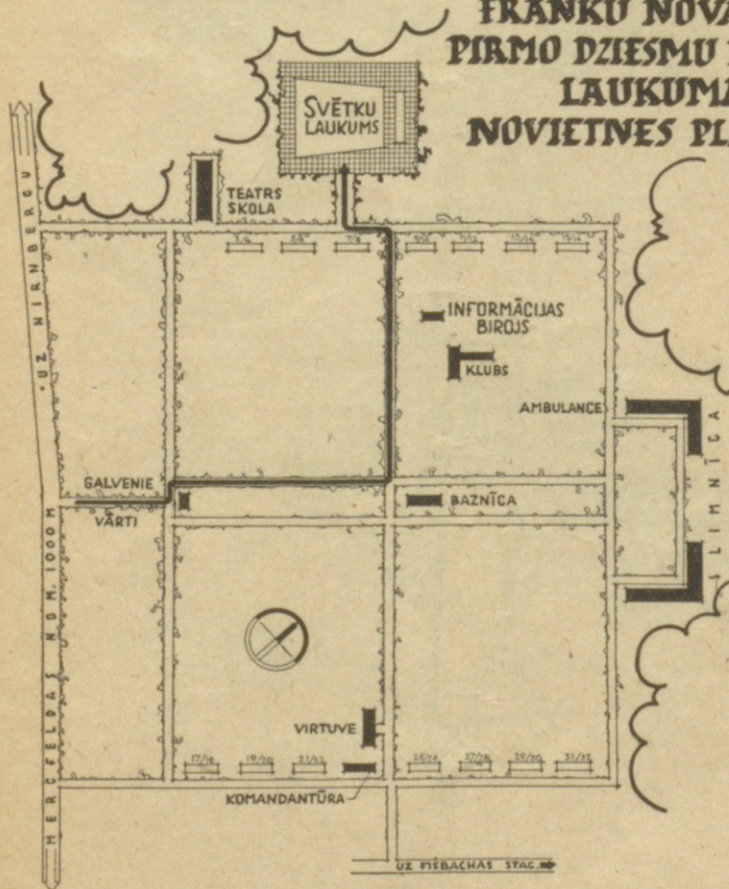 FRANKU NOVA
PIRMO DZIESMU
LAUKUMA
NOVIETNES PL
SVĒTKU
LAUKUMS
TEATRS
SKOLA
UZ NIRNBERGU
INFORMĀCIJAS
BIROJS
KLUBS
AMBULANCE
SLIMNĪCA
GALVENIE
VĀRTI
BAZNĪCA
MERCFELDAS NOM. 1000 M
VIRTUVE
17/18 19/20 21/22
25/26 27/28 29/30 31/32
KOMANDANTŪRA
UZ FIŠBACHAS STAC.